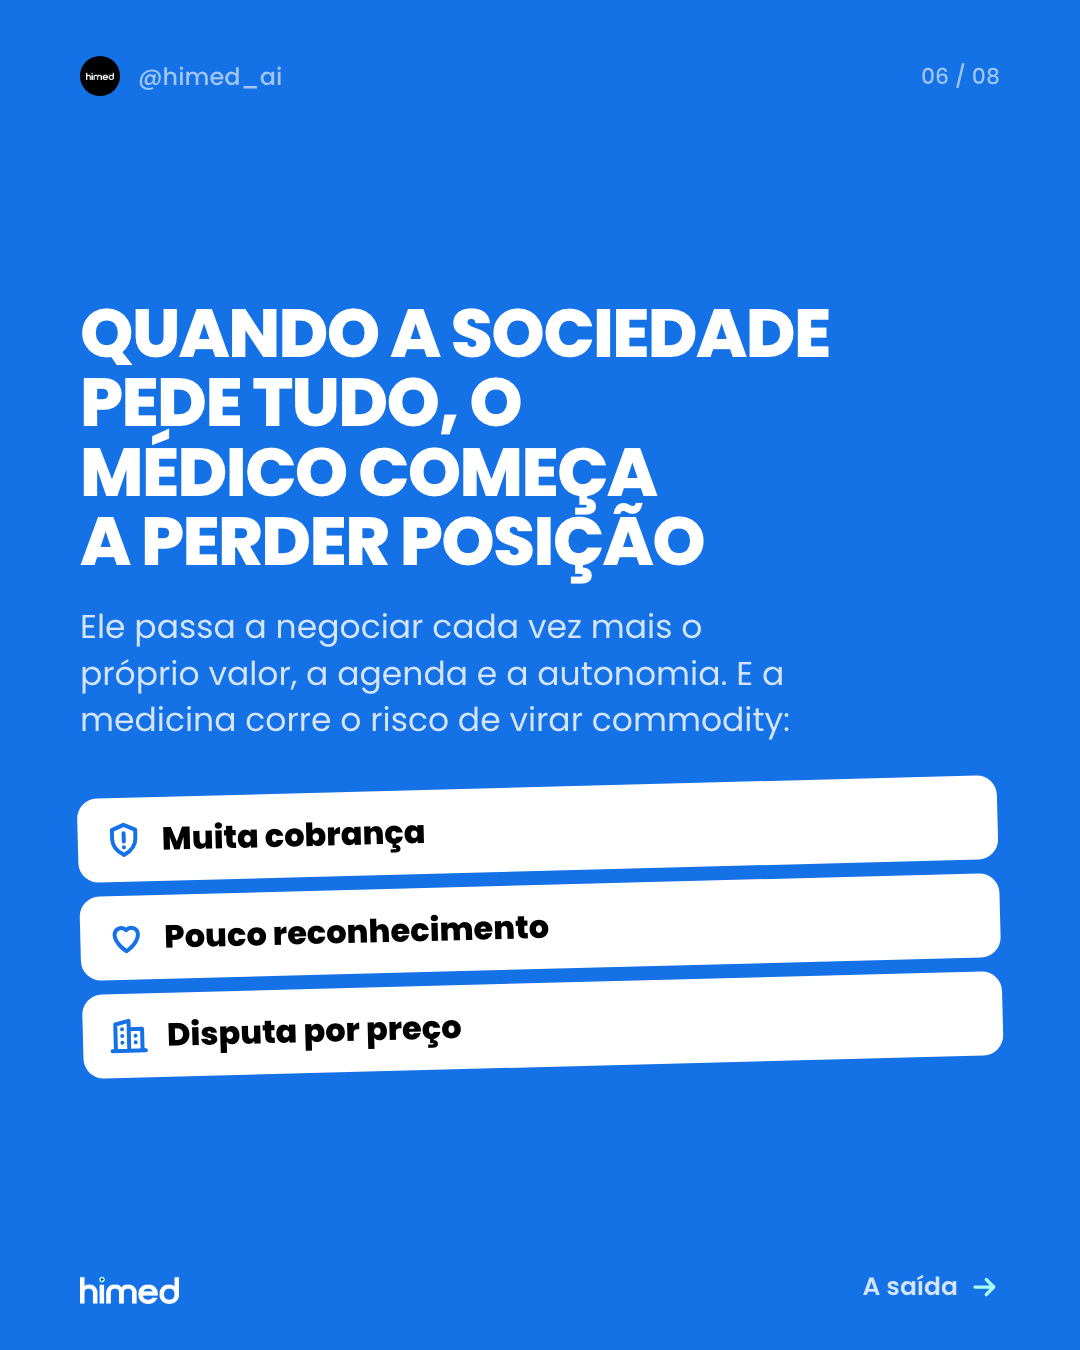 himed
@himed_ai
06 / 08
QUANDO A SOCIEDADE
PEDE TUDO, O
MÉDICO COMEÇA
A PERDER POSIÇÃO
Ele passa a negociar cada vez mais o
próprio valor, a agenda e a autonomia. E a
medicina corre o risco de virar commodity:
Muita cobrança
Pouco reconhecimento
Disputa por preço
himed
A saída →